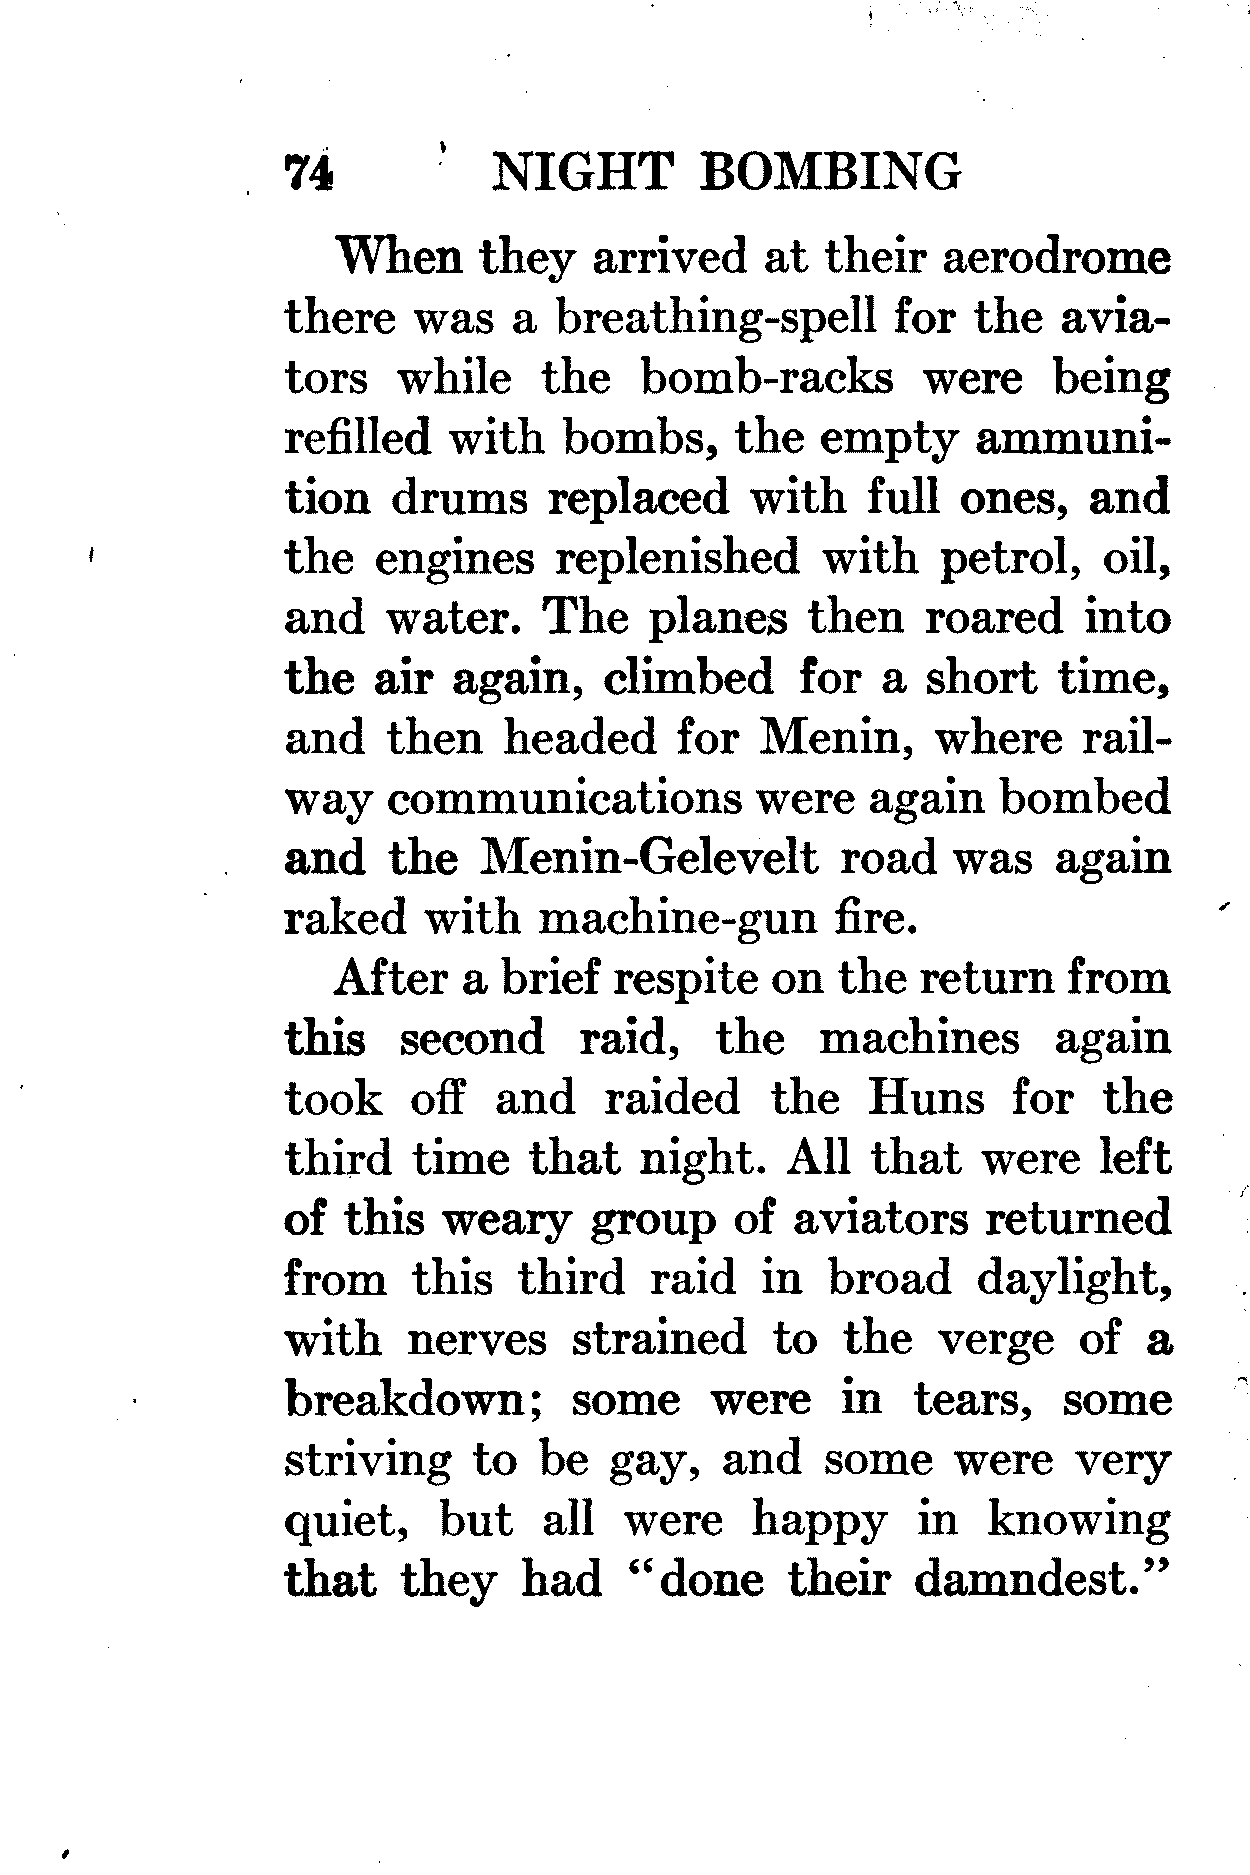 74 NIGHT BOMBING
When they arrived at their aerodrome
there was a breathing-spell for the avia-
tors while the bomb-racks were being
refilled with bombs, the empty ammuni-
tion drums replaced with full ones, and
the engines replenished with petrol, oil,
and water. The planes then roared into
the air again, climbed for a short time,
and then headed for Menin, where rail-
way communications were again bombed
and the Menin-Gelevelt road was again
raked with machine-gun fire.
After a brief respite on the return from
this second raid, the machines again
took off and raided the Huns for the
third time that night. All that were left
of this weary group of aviators returned
from this third raid in broad daylight,
with nerves strained to the verge of a
breakdown; some were in tears, some
striving to be gay, and some were very
quiet, but all were happy in knowing
that they had "done their damndest."